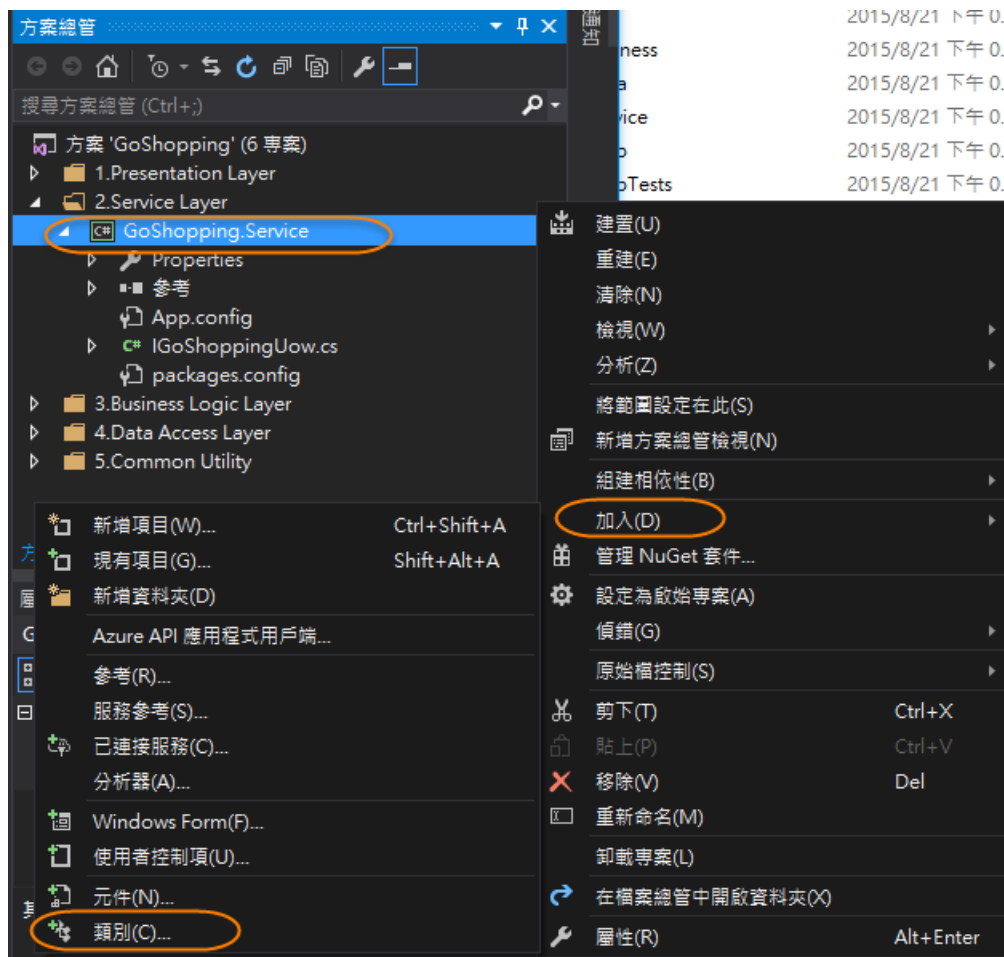 方案總管
通知
搜尋方案總管 (Ctrl+;)
方案 'GoShopping' (6 專案)
1.Presentation Layer
2.Service Layer
GoShopping.Service
Properties
參考
App.config
IGoShoppingUow.cs
packages.config
3.Business Logic Layer
4.Data Access Layer
5.Common Utility
2015/8/21 下午 0.
ness
2015/8/21 下午 0.
a
2015/8/21 下午 0.
vice
2015/8/21 下午 0.
2015/8/21 下午 0.
Tests
2015/8/21 下午 0.
建置(U)
重建(E)
清除(N)
檢視(W)
分析(Z)
將範圍設定在此(S)
新增方案總管檢視(N)
組建相依性(B)
加入(D)
管理 NuGet 套件...
設定為啟始專案(A)
偵錯(G)
原始檔控制(S)
剪下(T) Ctrl+X
貼上(P) Ctrl+V
移除(V) Del
重新命名(M)
卸載專案(L)
在檔案總管中開啟資料夾(X)
屬性(R) Alt+Enter
新增項目(W)... Ctrl+Shift+A
現有項目(G)... Shift+Alt+A
新增資料夾(D)
Azure API 應用程式用戶端...
參考(R)...
服務參考(S)...
已連接服務(C)...
分析器(A)...
Windows Form(F)...
使用者控制項(U)...
元件(N)...
類別(C)...
方
屬
G
其